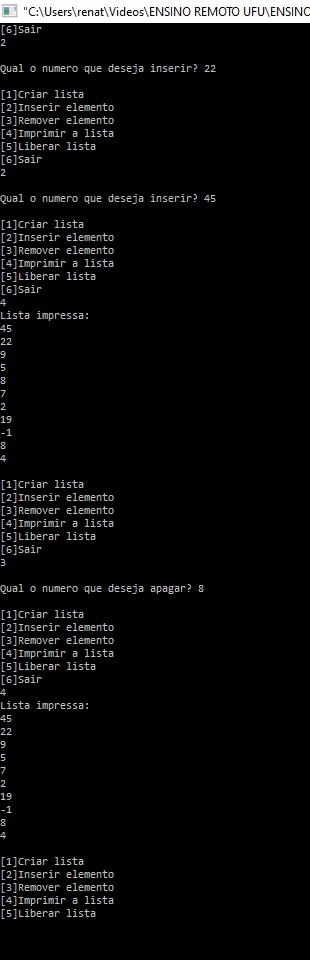 "C:\Users\renat\Videos\ENSINO REMOTO UFU\ENSINO
[6]Sair
2
Qual o numero que deseja inserir? 22
[1]Criar lista
[2]Inserir elemento
[3]Remover elemento
[4]Imprimir a lista
[5]Liberar lista
[6]Sair
2
Qual o numero que deseja inserir? 45
[1]Criar lista
[2]Inserir elemento
[3]Remover elemento
[4]Imprimir a lista
[5]Liberar lista
[6]Sair
4
Lista impressa:
45
22
9
5
8
7
2
19
-1
8
4
[1]Criar lista
[2]Inserir elemento
[3]Remover elemento
[4]Imprimir a lista
[5]Liberar lista
[6]Sair
3
Qual o numero que deseja apagar? 8
[1]Criar lista
[2]Inserir elemento
[3]Remover elemento
[4]Imprimir a lista
[5]Liberar lista
[6]Sair
4
Lista impressa:
45
22
9
5
7
2
19
-1
8
4
[1]Criar lista
[2]Inserir elemento
[3]Remover elemento
[4]Imprimir a lista
[5]Liberar lista